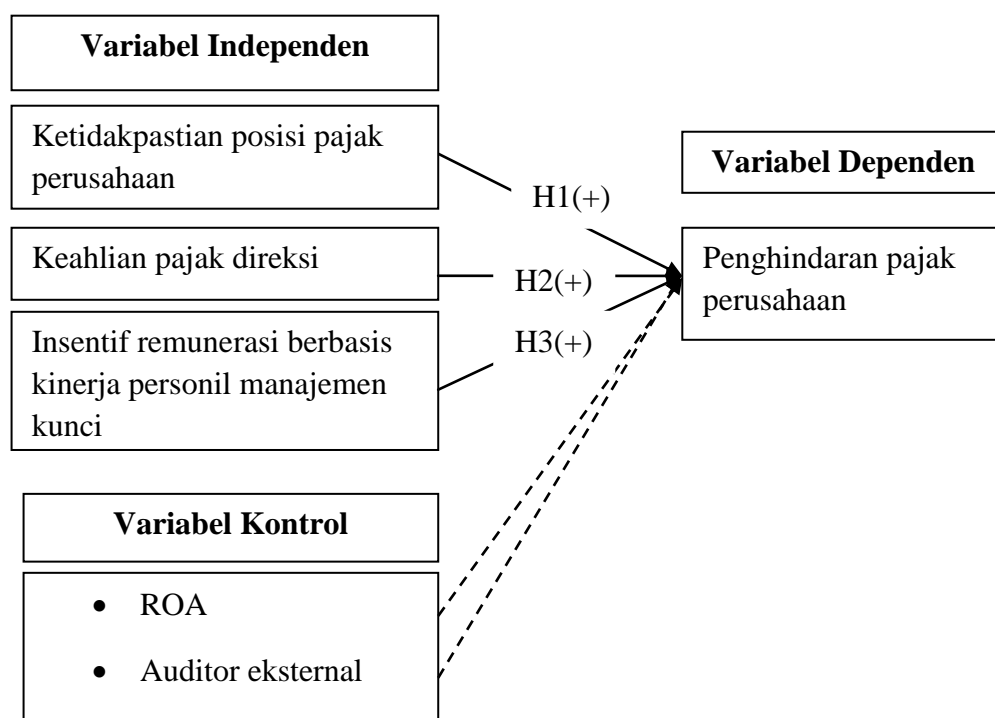 Variabel Independen
Ketidakpastian posisi pajak
perusahaan
Keahlian pajak direksi
Insentif remunerasi berbasis
kinerja personil manajemen
kunci
H1(+)
H2(+)
H3(+)
Variabel Dependen
Penghindaran pajak
perusahaan
Variabel Kontrol
• ROA
• Auditor eksternal